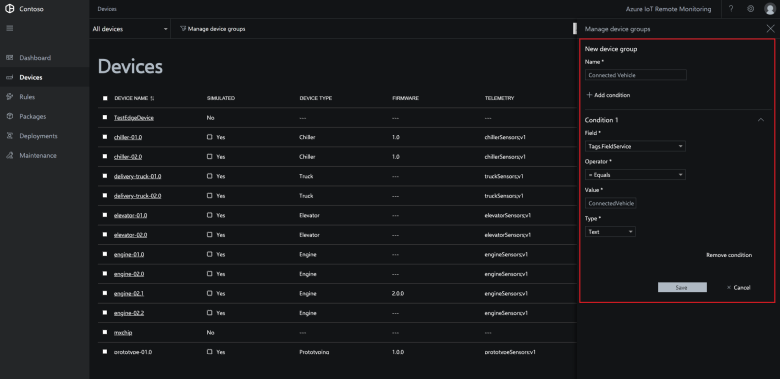 Contoso
Devices
Azure IoT Remote Monitoring
?
All devices
Manage device groups
Manage device groups
Dashboard
Devices
Rules
Packages
Deployments
Maintenance
Devices
DEVICE NAME SIMULATED DEVICE TYPE FIRMWARE TELEMETRY
TestEdgeDevice No --- --- ---
chiller-01.0 Yes Chiller 1.0 chillerSensors;v1
chiller-02.0 Yes Chiller 1.0 chillerSensors;v1
delivery-truck-01.0 Yes Truck --- truckSensors;v1
delivery-truck-02.0 Yes Truck --- truckSensors;v1
elevator-01.0 Yes Elevator --- elevatorSensors;v1
elevator-02.0 Yes Elevator --- elevatorSensors;v1
engine-01.0 Yes Engine --- engineSensors;v1
engine-02.0 Yes Engine --- engineSensors;v1
engine-02.1 Yes Engine 2.0.0 engineSensors;v1
engine-02.2 Yes Engine --- engineSensors;v1
mxchip No --- --- ---
prototype-01.0 Yes Prototyping 1.0.0 prototypeSensors;v1
New device group
Name *
Connected Vehicle
+ Add condition
Condition 1
Field *
Tags.FieldService
Operator *
= Equals
Value *
ConnectedVehicle
Type *
Text
Remove condition
Save
× Cancel